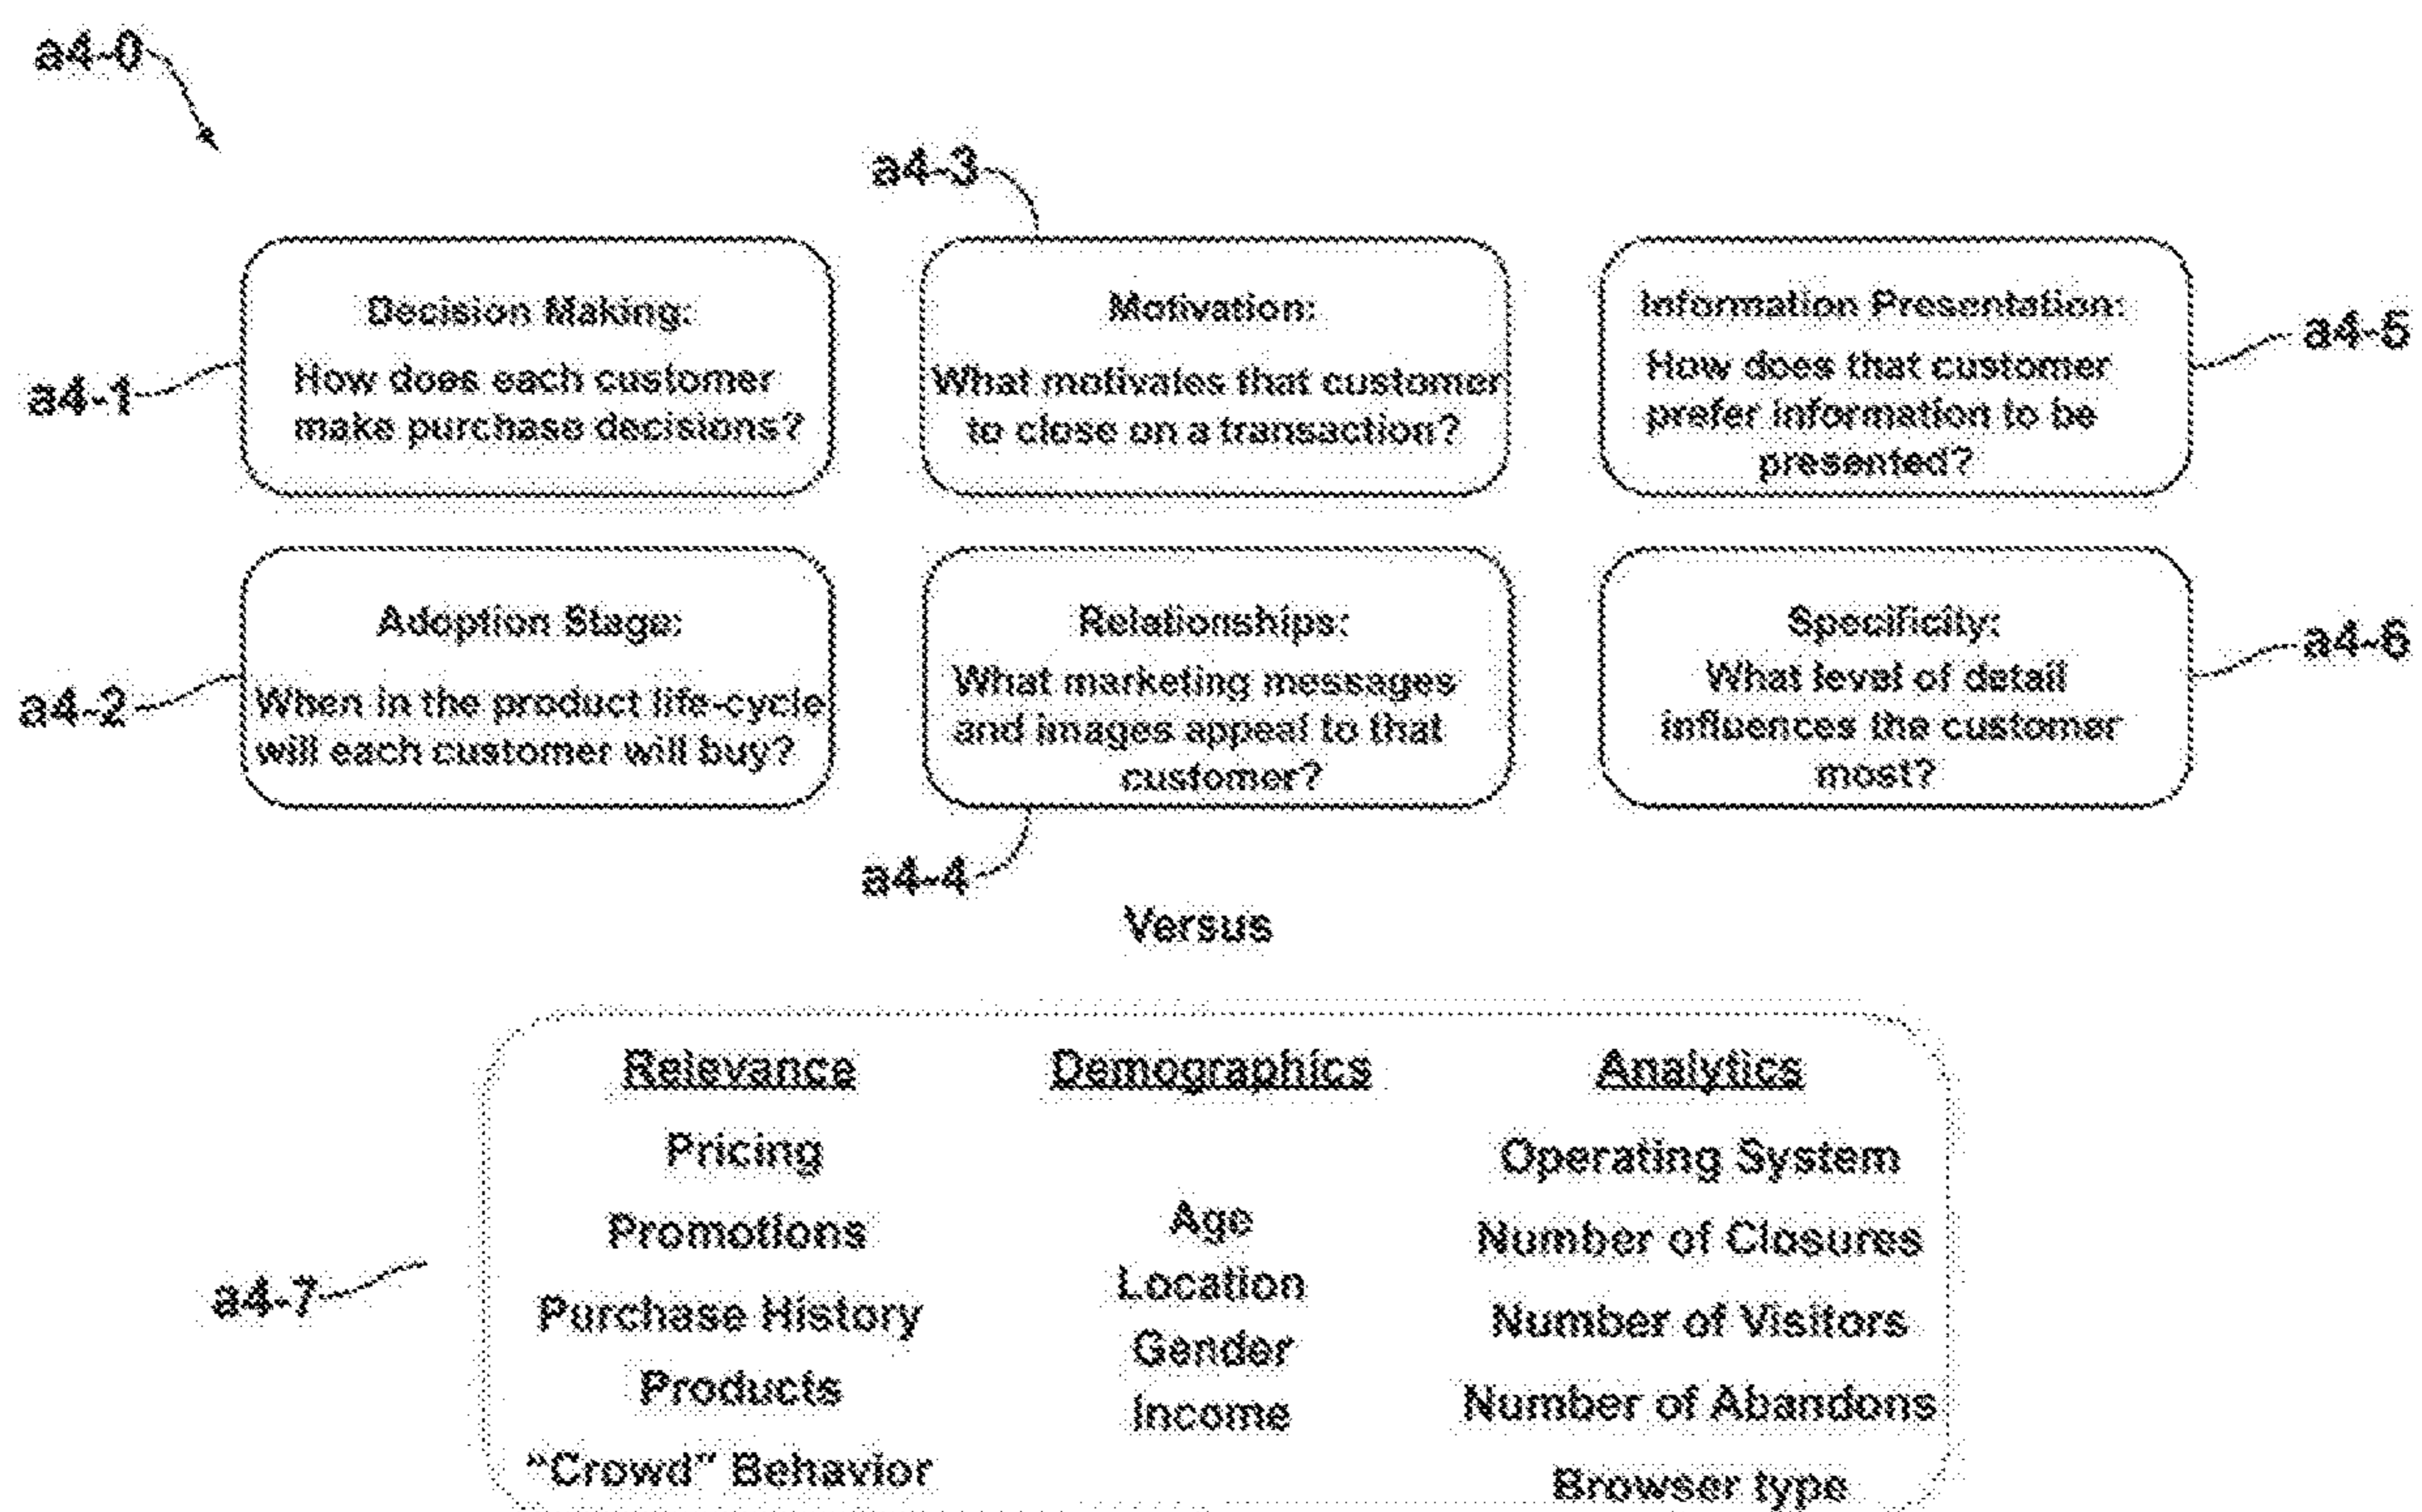 a4-0
a4-3
Decision Making:
How does each customer
make purchase decisions?
a4-1
Motivation:
What motivates that customer
to close on a transaction?
Information Presentation:
How does that customer
prefer information to be
presented?
a4-5
Adoption Stage:
When in the product life-cycle
will each customer will buy?
a4-2
Relationships:
What marketing messages
and images appeal to that
customer?
a4-4
Specificity:
What level of detail
influences the customer
most?
a4-6
Versus
a4-7
Relevance
Pricing
Promotions
Purchase History
Products
“Crowd” Behavior
Demographics
Age
Location
Gender
Income
Analytics
Operating System
Number of Closures
Number of Visitors
Number of Abandons
Browser type